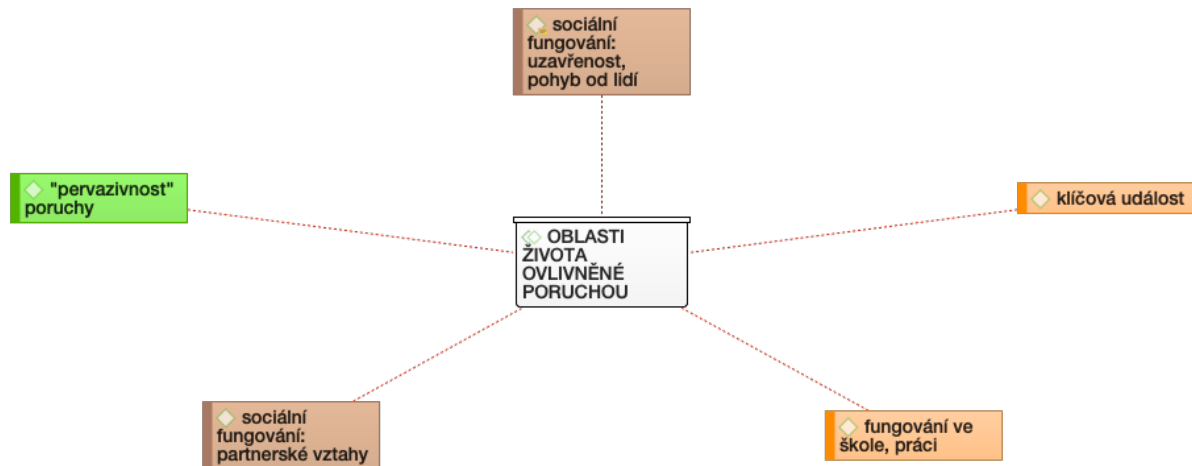 sociální
fungování:
uzavřenost,
pohyb od lidí
"pervazivnost"
poruchy
klíčová událost
OBLASTI
ŽIVOTA
OVLIVNĚNÉ
PORUCHOU
sociální
fungování:
partnerské vztahy
fungování ve
škole, práci